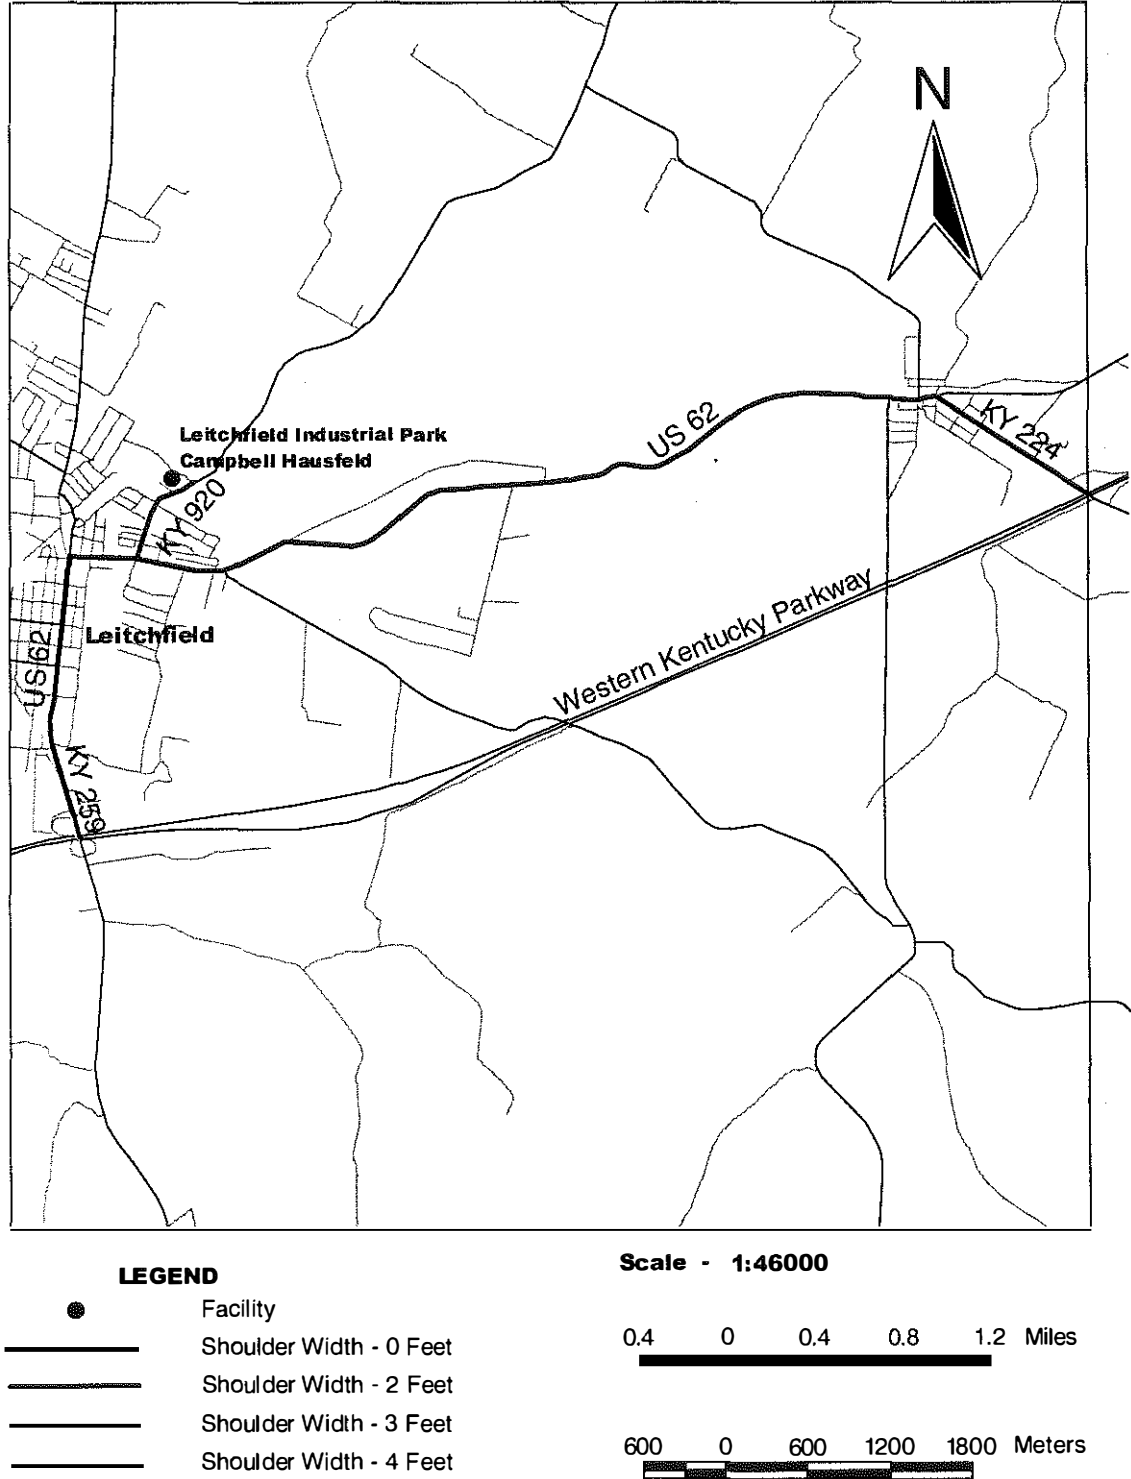 N
Leitchfield Industrial Park
Campbell Hausfeld
KY 920
US 62
KY 224
Leitchfield
US 62
Western Kentucky Parkway
KY 259
LEGEND
Facility
Shoulder Width - 0 Feet
Shoulder Width - 2 Feet
Shoulder Width - 3 Feet
Shoulder Width - 4 Feet
Scale - 1:46000
0.4 0 0.4 0.8 1.2 Miles
600 0 600 1200 1800 Meters